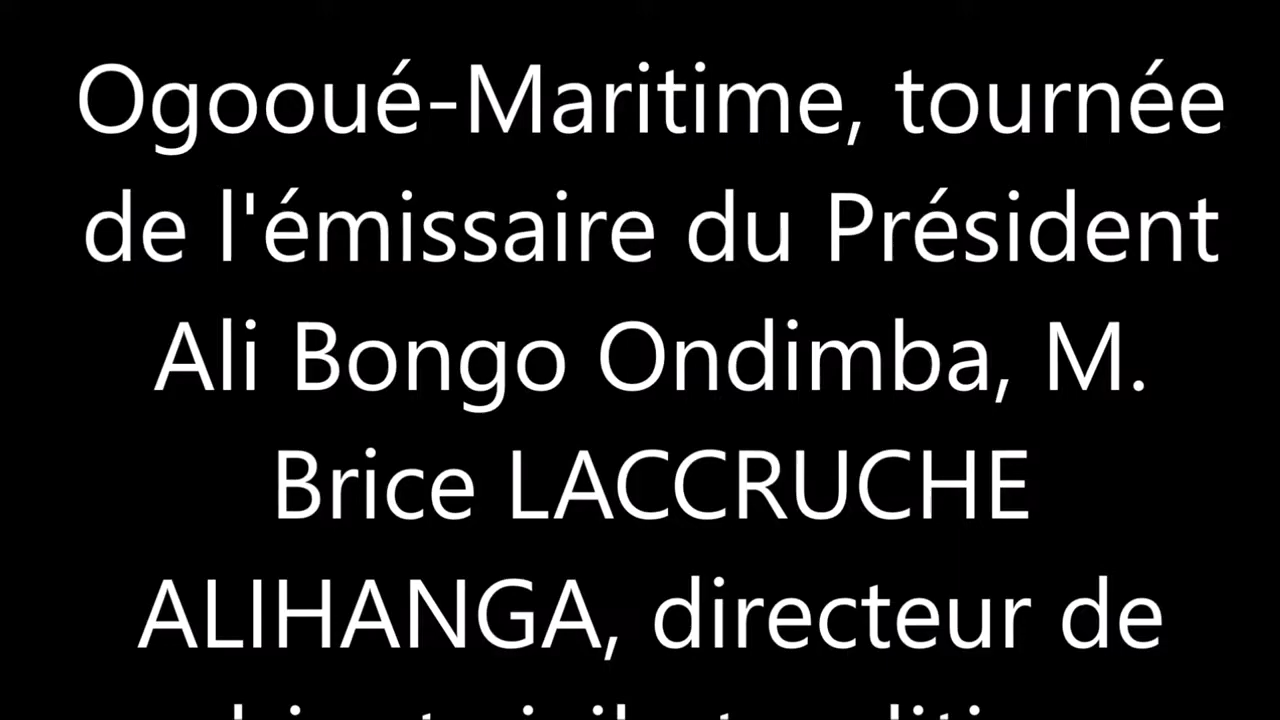 Ogooué-Maritime, tournée
de l'émissaire du Président
Ali Bongo Ondimba, M.
Brice LACCRUCHE
ALIHANGA, directeur de